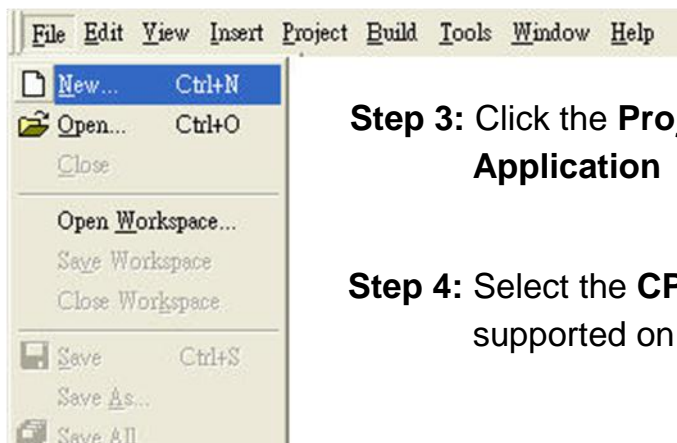 File Edit View Insert Project Build Tools Window Help
New... Ctrl+N
Open... Ctrl+O
Close
Open Workspace...
Save Workspace
Close Workspace
Save Ctrl+S
Save As...
Save All
Step 3: Click the Pro
Application
Step 4: Select the CP
supported on